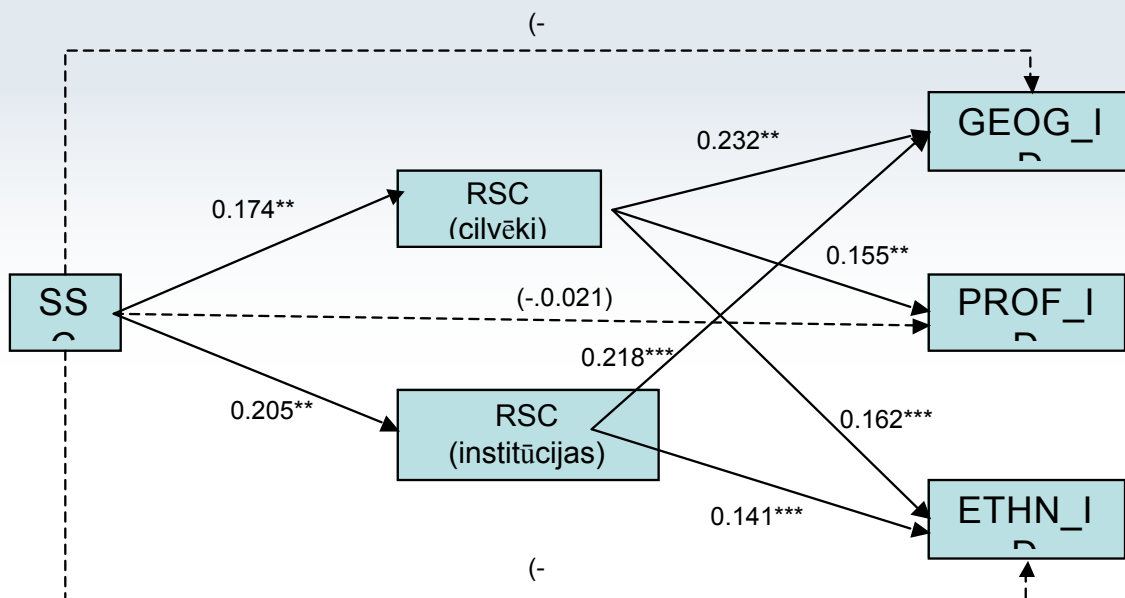 (-
GEOG_I
0.232**
RSC
(cilvēki)
0.174**
0.155**
SS
(-.0.021)
PROF_I
0.218***
RSC
(institūcijas)
0.205**
0.162***
ETHN_I
0.141***
(-